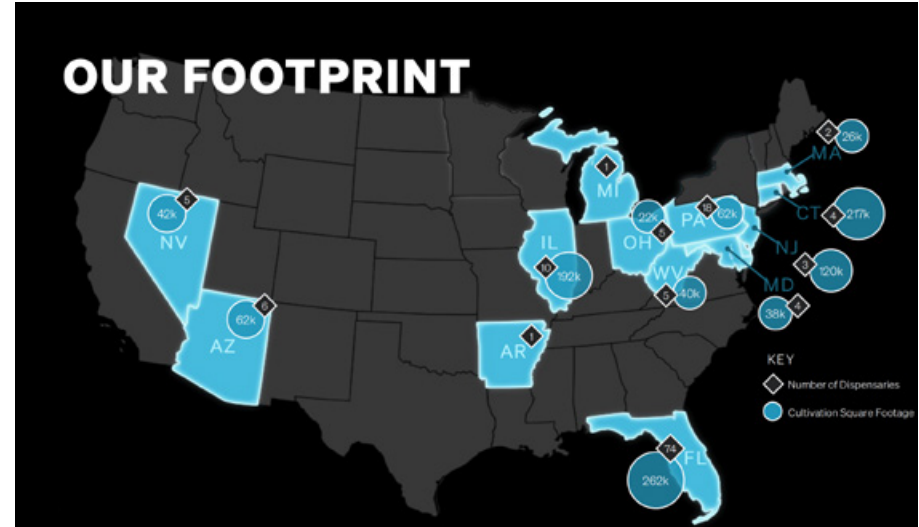 OUR FOOTPRINT
2
26k
MA
1
MI
5
42k
NV
18
22k
PA
62k
5
OH
CT
4
217k
IL
10
192k
NJ
WV
3
120k
MD
5
40k
6
62k
AZ
38k
4
1
AR
KEY
Number of Dispensaries
Cultivation Square Footage
74
FL
262k